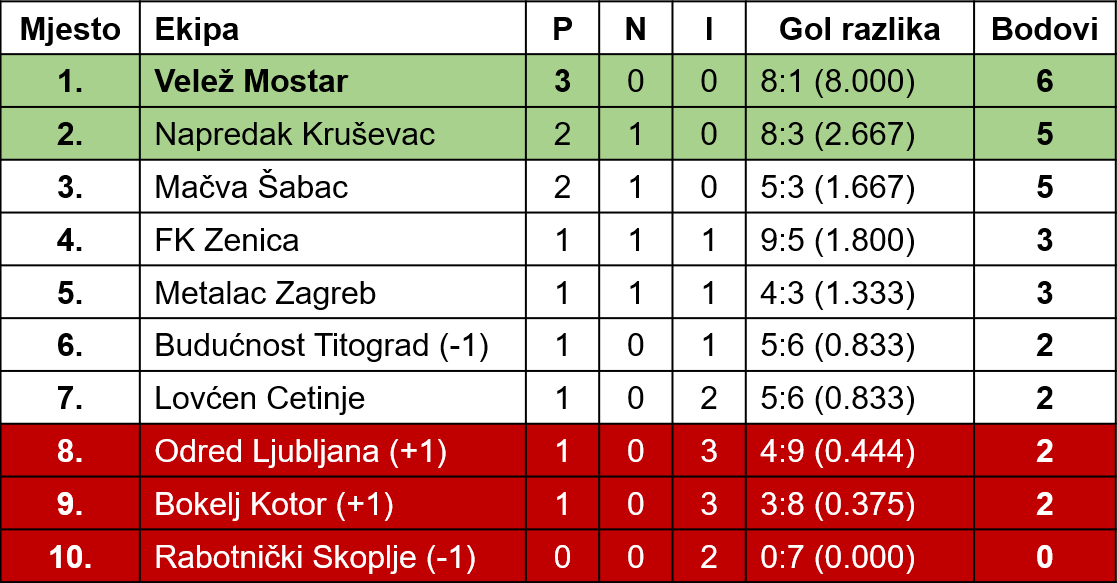 Mjesto Ekipa P N I Gol razlika Bodovi
1. Velež Mostar 3 0 0 8:1 (8.000) 6
2. Napredak Kruševac 2 1 0 8:3 (2.667) 5
3. Mačva Šabac 2 1 0 5:3 (1.667) 5
4. FK Zenica 1 1 1 9:5 (1.800) 3
5. Metalac Zagreb 1 1 1 4:3 (1.333) 3
6. Budućnost Titograd (-1) 1 0 1 5:6 (0.833) 2
7. Lovćen Cetinje 1 0 2 5:6 (0.833) 2
8. Odred Ljubljana (+1) 1 0 3 4:9 (0.444) 2
9. Bokelj Kotor (+1) 1 0 3 3:8 (0.375) 2
10. Rabotnički Skoplje (-1) 0 0 2 0:7 (0.000) 0